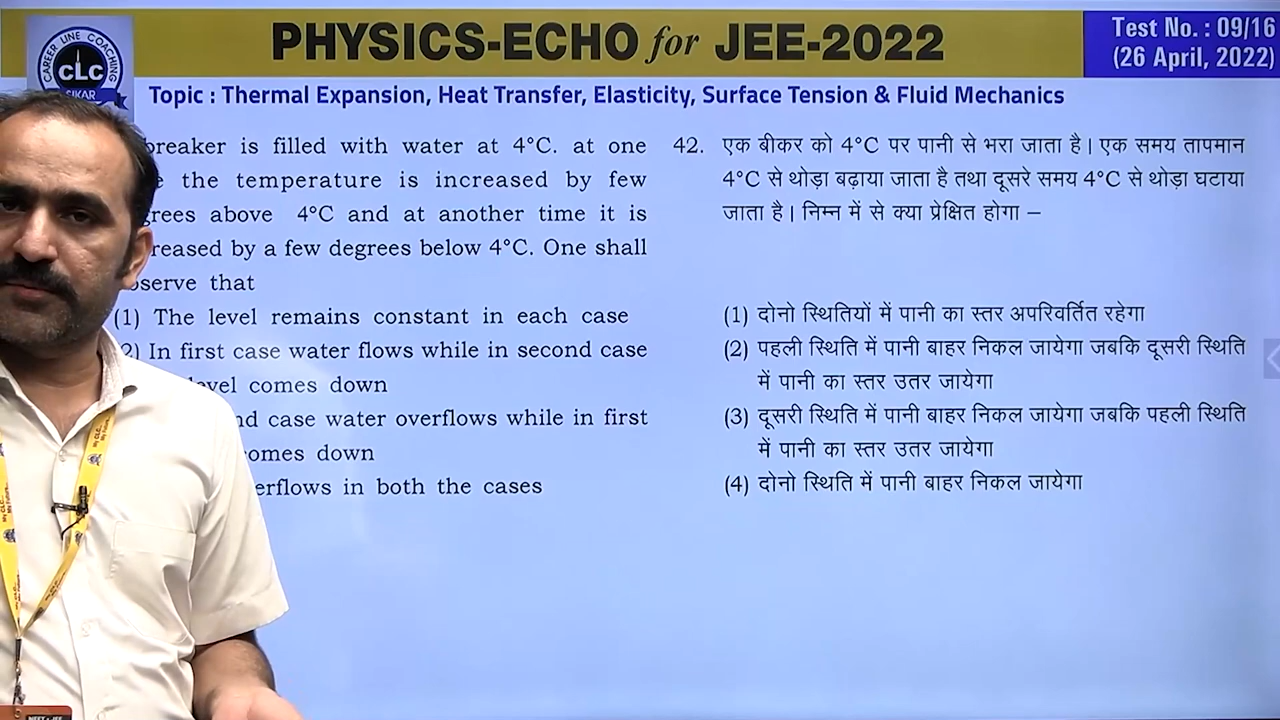 PHYSICS-ECHO for JEE-2022
Test No. : 09/16
(26 April, 2022)
CAREER LINE COACHING
CLC
SIKAR
Topic : Thermal Expansion, Heat Transfer, Elasticity, Surface Tension & Fluid Mechanics
breaker is filled with water at 4°C. at one
the temperature is increased by few
above 4°C and at another time it is
by a few degrees below 4°C. One shall
that
(1) The level remains constant in each case
2) In first case water flows while in second case
level comes down
case water overflows while in first
down
in both the cases
42. एक बीकर को 4°C पर पानी से भरा जाता है। एक समय तापमान
4°C से थोड़ा बढ़ाया जाता है तथा दूसरे समय 4°C से थोड़ा घटाया
जाता है। निम्न में से क्या प्रेक्षित होगा –
(1) दोनो स्थितियों में पानी का स्तर अपरिवर्तित रहेगा
(2) पहली स्थिति में पानी बाहर निकल जायेगा जबकि दूसरी स्थिति
में पानी का स्तर उतर जायेगा
(3) दूसरी स्थिति में पानी बाहर निकल जायेगा जबकि पहली स्थिति
में पानी का स्तर उतर जायेगा
(4) दोनो स्थिति में पानी बाहर निकल जायेगा